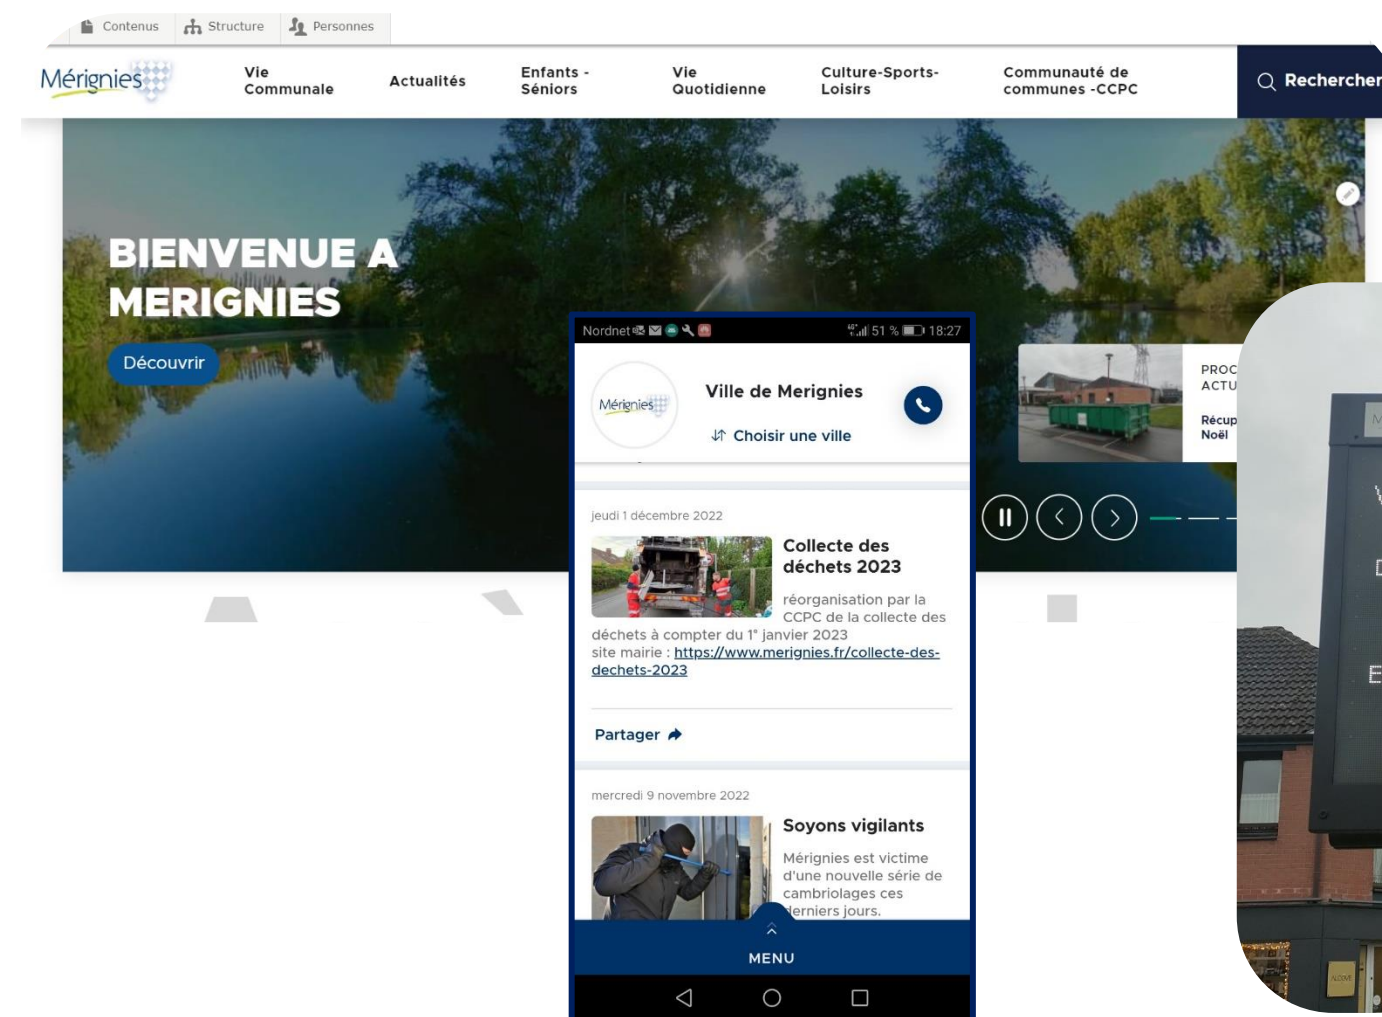 Contenus
Structure
Personnes
Mérignies
Vie
Communale
Actualités
Enfants -
Séniors
Vie
Quotidienne
Culture-Sports-
Loisirs
Communauté de
communes -CCPC
Rechercher
BIENVENUE A
MERIGNIES
Découvrir
PROC
ACTU
Récup
Noël
Nordnet
51 %
18:27
Mérignies
Ville de Merignies
Choisir une ville
jeudi 1 décembre 2022
Collecte des
déchets 2023
réorganisation par la
CCPC de la collecte des
déchets à compter du 1° janvier 2023
site mairie : https://www.merignies.fr/collecte-des-
dechets-2023
Partager
mercredi 9 novembre 2022
Soyons vigilants
Mérignies est victime
d'une nouvelle série de
cambriolages ces
derniers jours.
MENU
M
V
D
E